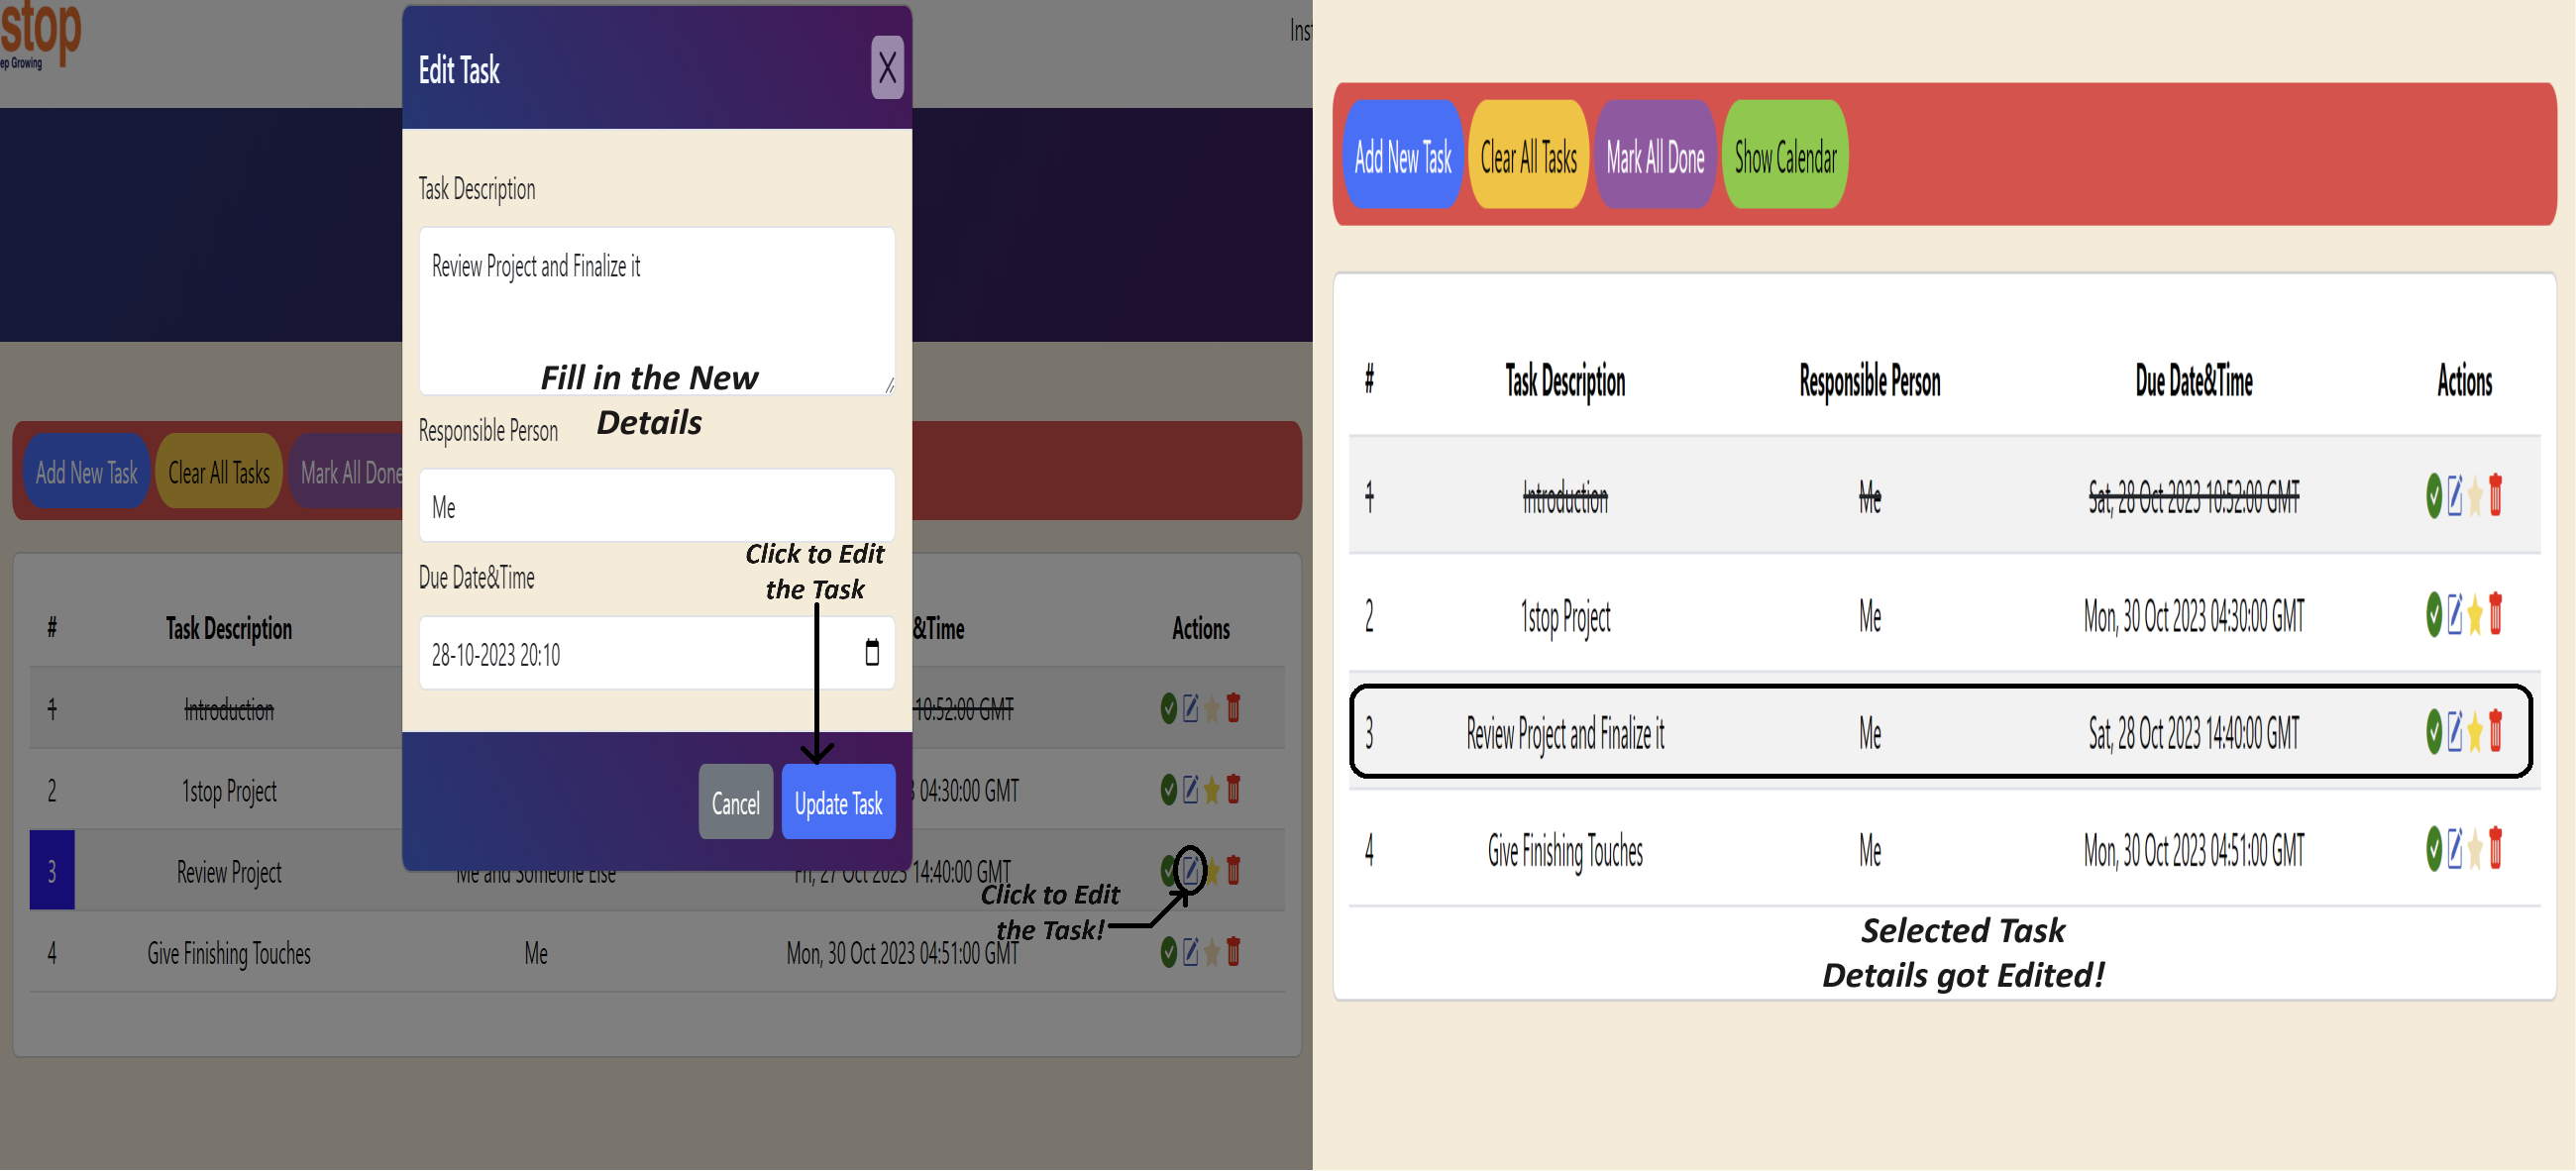 stop
ep Growing
Inst
Edit Task
X
Task Description
Review Project and Finalize it
Fill in the New
Details
Responsible Person
Me
Click to Edit
the Task
Due Date&Time
28-10-2023 20:10
Cancel
Update Task
Add New Task
Clear All Tasks
Mark All Done
# Task Description &Time Actions
1 Introduction 10:52:00 GMT
2 1stop Project 04:30:00 GMT
3 Review Project Me and Someone Else Fri, 27 Oct 2023 14:40:00 GMT
Click to Edit
the Task!
4 Give Finishing Touches Me Mon, 30 Oct 2023 04:51:00 GMT
Add New Task
Clear All Tasks
Mark All Done
Show Calendar
# Task Description Responsible Person Due Date&Time Actions
1 Introduction Me Sat, 28 Oct 2023 10:52:00 GMT
2 1stop Project Me Mon, 30 Oct 2023 04:30:00 GMT
3 Review Project and Finalize it Me Sat, 28 Oct 2023 14:40:00 GMT
4 Give Finishing Touches Me Mon, 30 Oct 2023 04:51:00 GMT
Selected Task
Details got Edited!